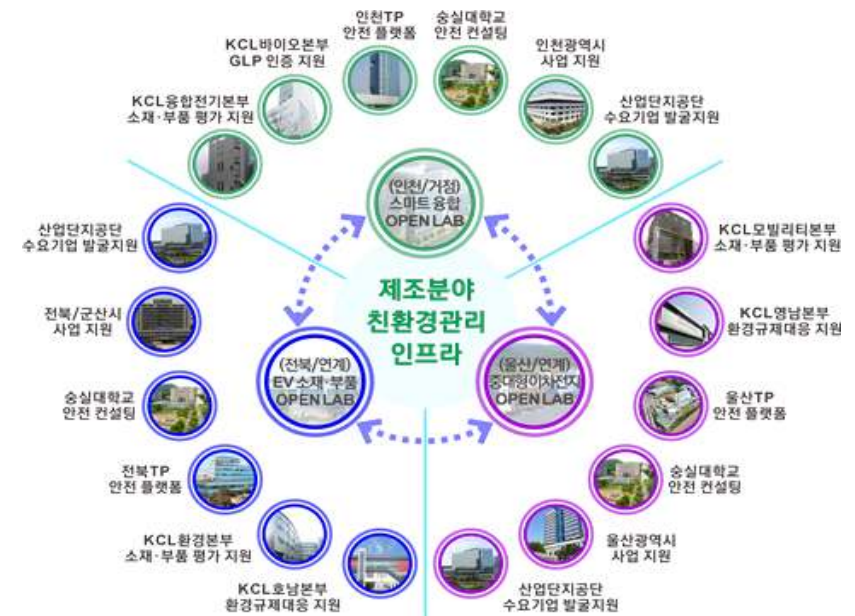 인천TP
안전 플랫폼
숭실대학교
안전 컨설팅
KCL바이오본부
GLP 인증 지원
인천광역시
사업 지원
KCL융합전기본부
소재·부품 평가 지원
산업단지공단
수요기업 발굴지원
(인천/거점)
스마트 융합
OPEN LAB
산업단지공단
수요기업 발굴지원
KCL모빌리티본부
소재·부품 평가 지원
제조분야
친환경관리
인프라
전북/군산시
사업 지원
KCL영남본부
환경규제대응 지원
(전북/연계)
EV 소재·부품
OPEN LAB
(울산/연계)
중대형이차전지
OPEN LAB
숭실대학교
안전 컨설팅
울산TP
안전 플랫폼
전북TP
안전 플랫폼
숭실대학교
안전 컨설팅
KCL환경본부
소재·부품 평가 지원
울산광역시
사업 지원
KCL호남본부
환경규제대응 지원
산업단지공단
수요기업 발굴지원